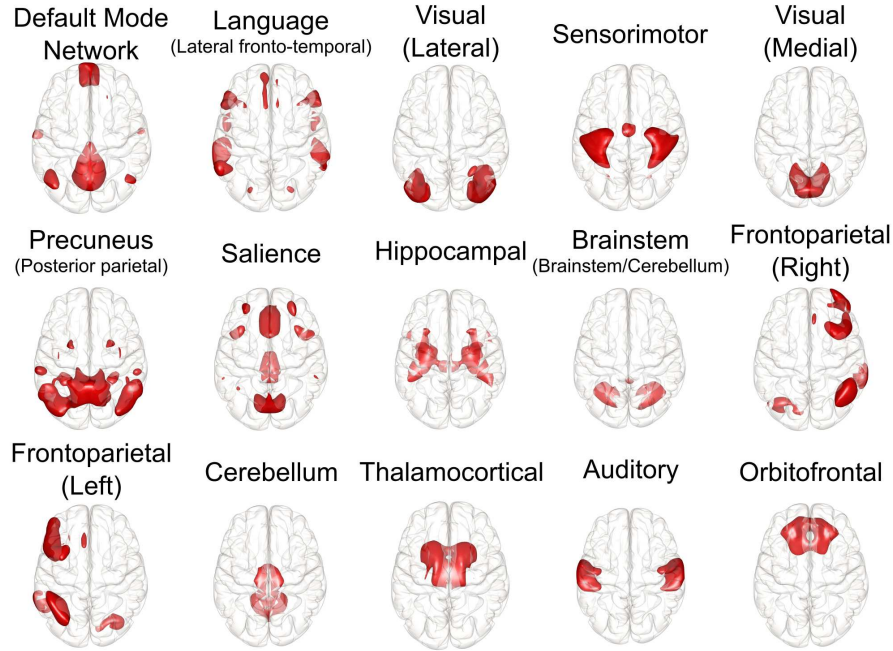 Default Mode
Network
Language
(Lateral fronto-temporal)
Visual
(Lateral)
Sensorimotor
Visual
(Medial)
Precuneus
(Posterior parietal)
Salience
Hippocampal
Brainstem
(Brainstem/Cerebellum)
Frontoparietal
(Right)
Frontoparietal
(Left)
Cerebellum
Thalamocortical
Auditory
Orbitofrontal